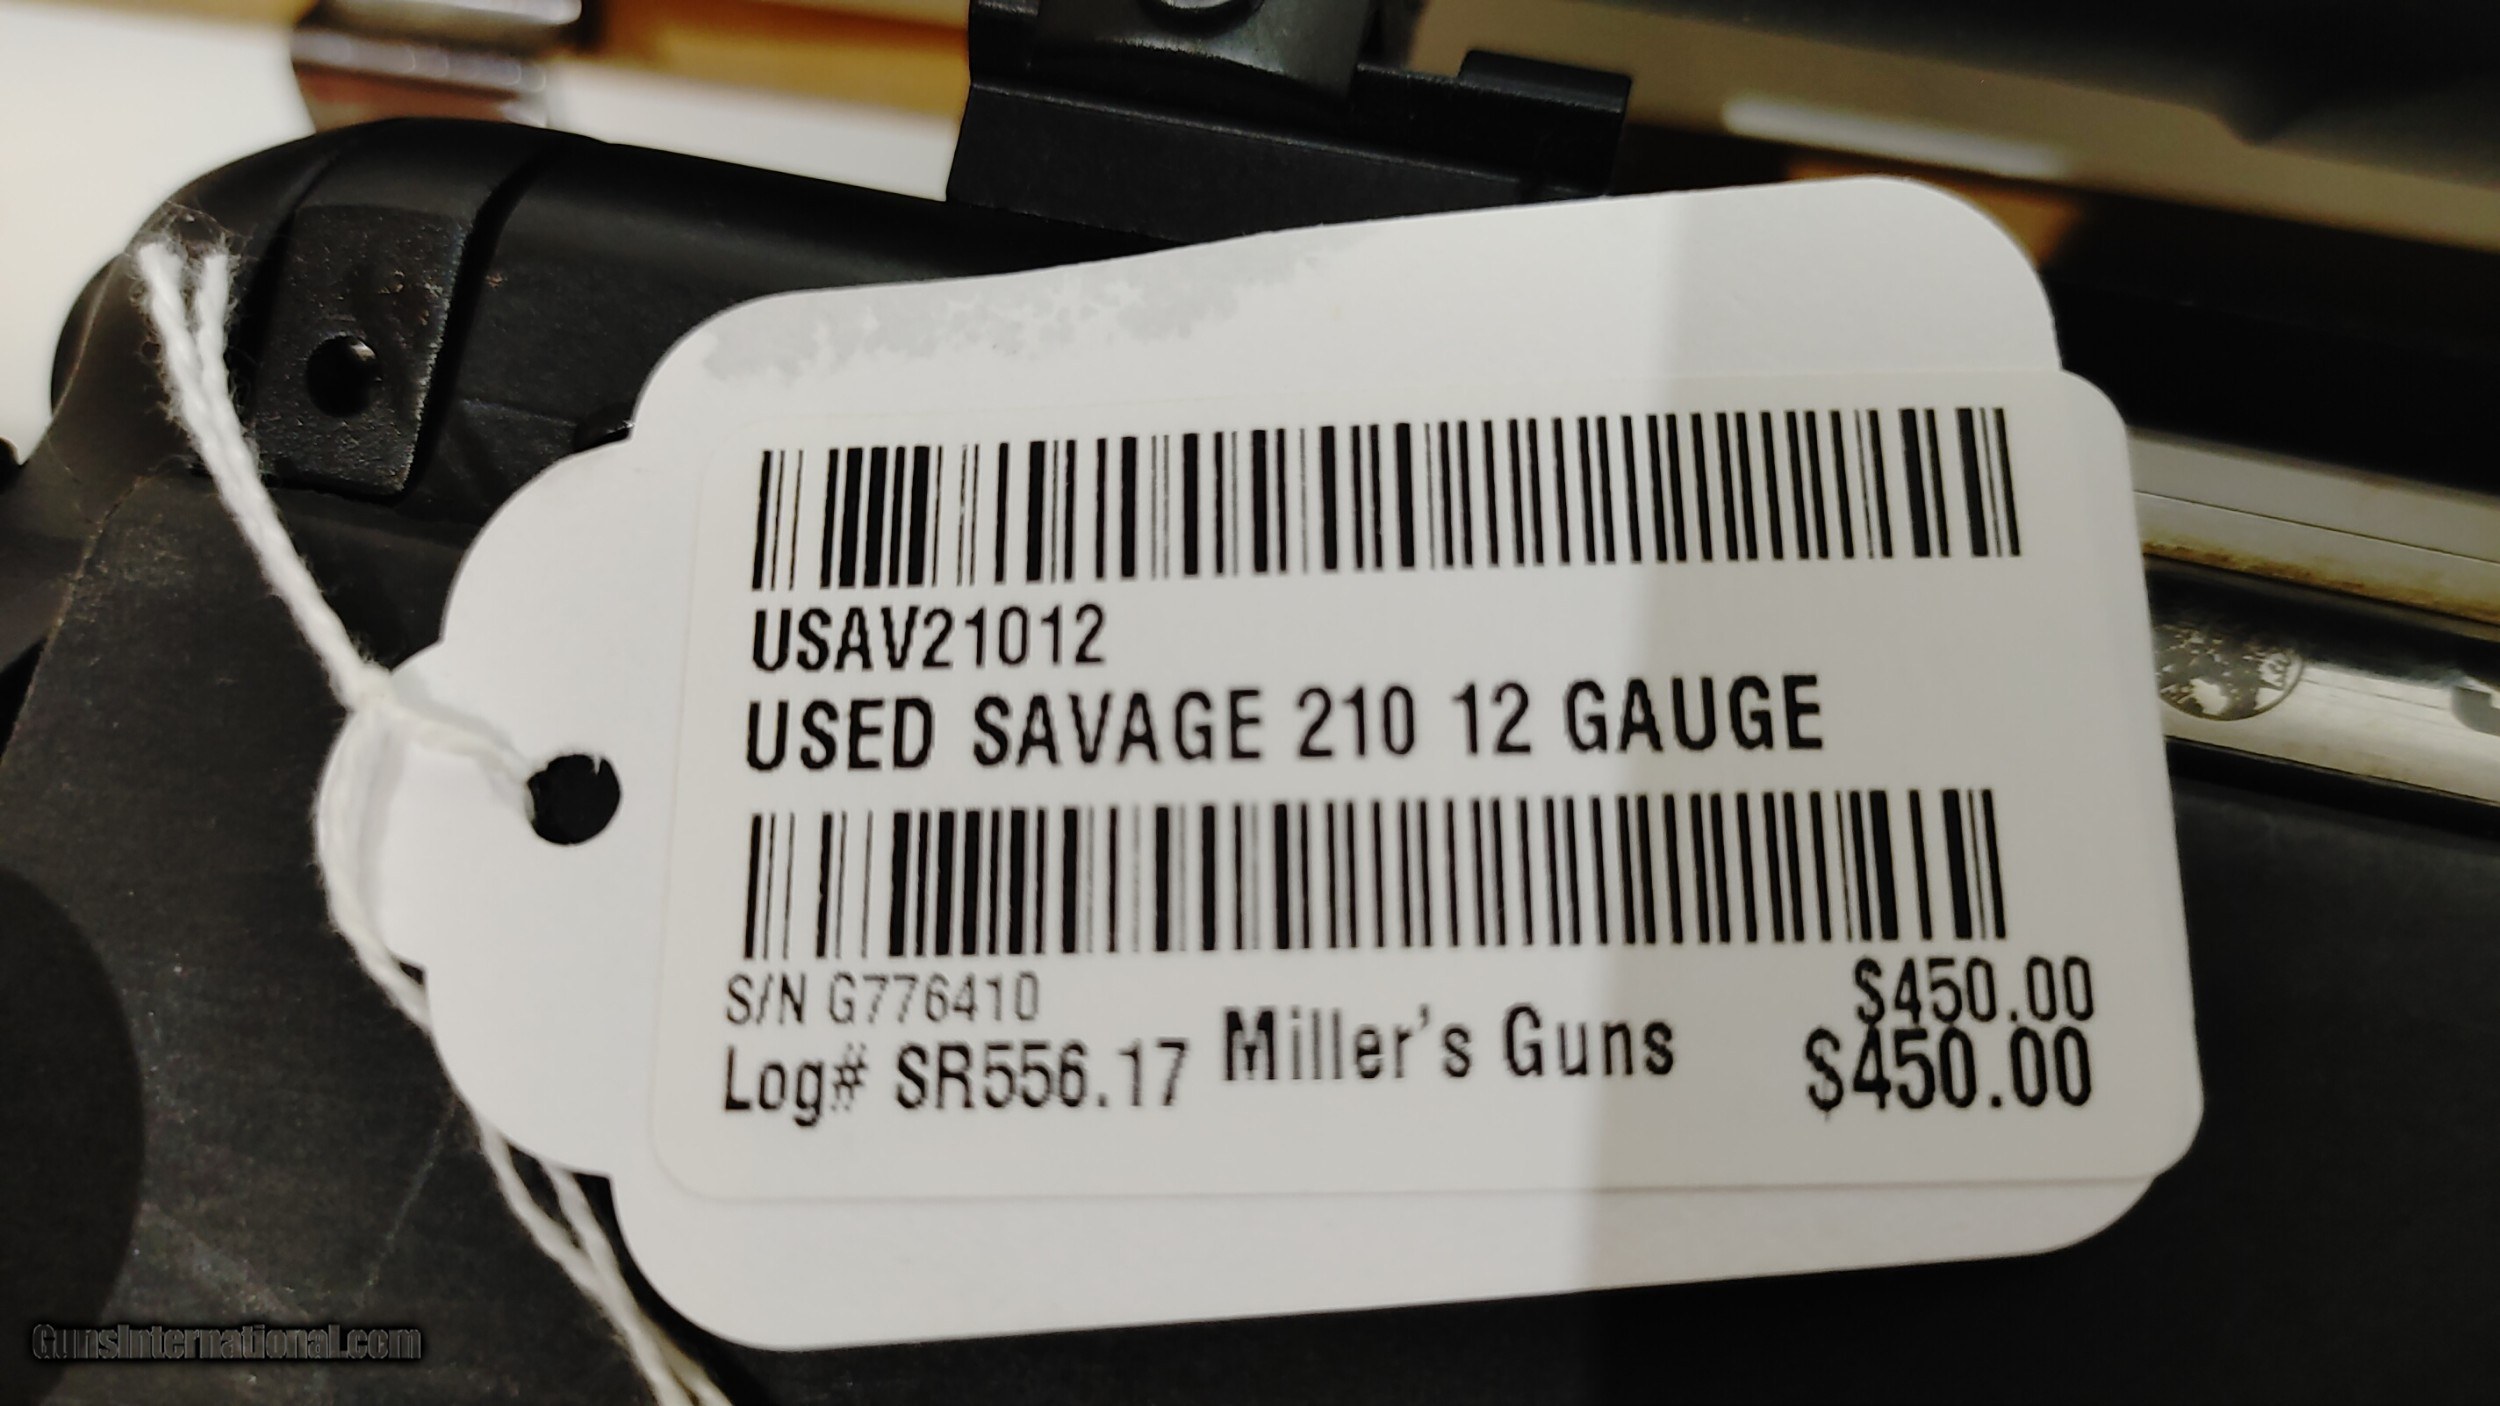 USAV21012
USED SAVAGE 210 12 GAUGE
S/N G776410
$450.00
Log# SR556.17 Miller's Guns $450.00
GunsInternational.com